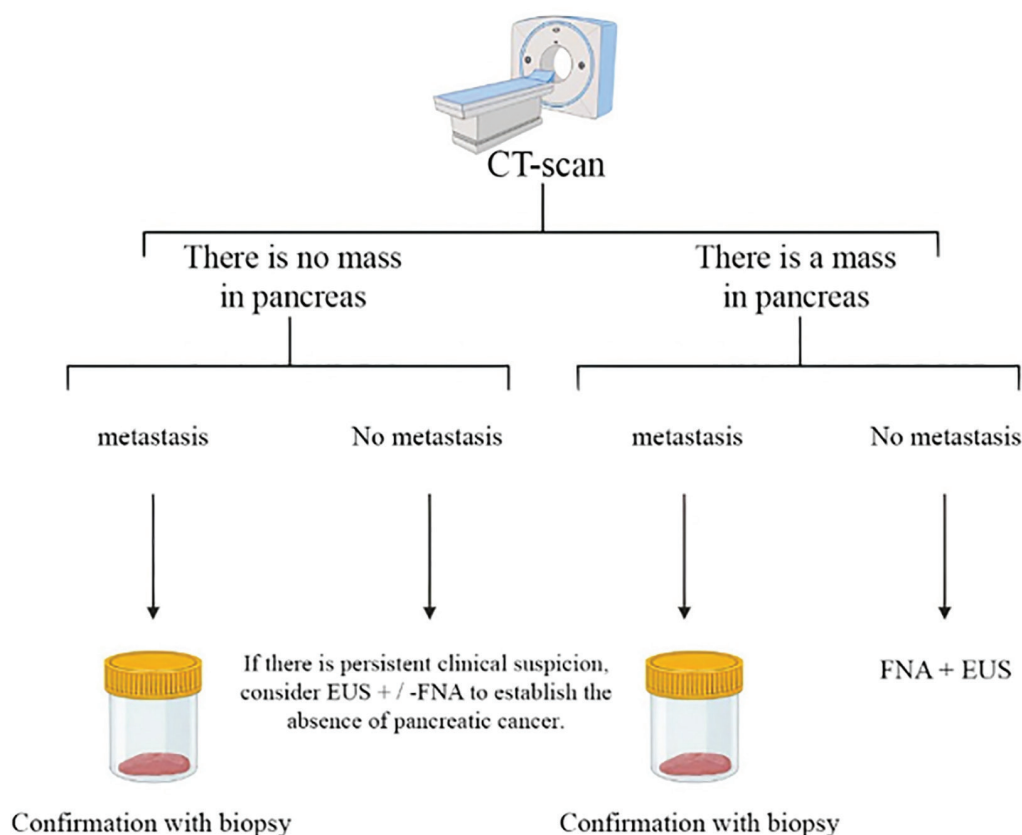 CT-scan
There is no mass
in pancreas
There is a mass
in pancreas
metastasis
No metastasis
metastasis
No metastasis
If there is persistent clinical suspicion,
consider EUS + / -FNA to establish the
absence of pancreatic cancer.
FNA + EUS
Confirmation with biopsy
Confirmation with biopsy